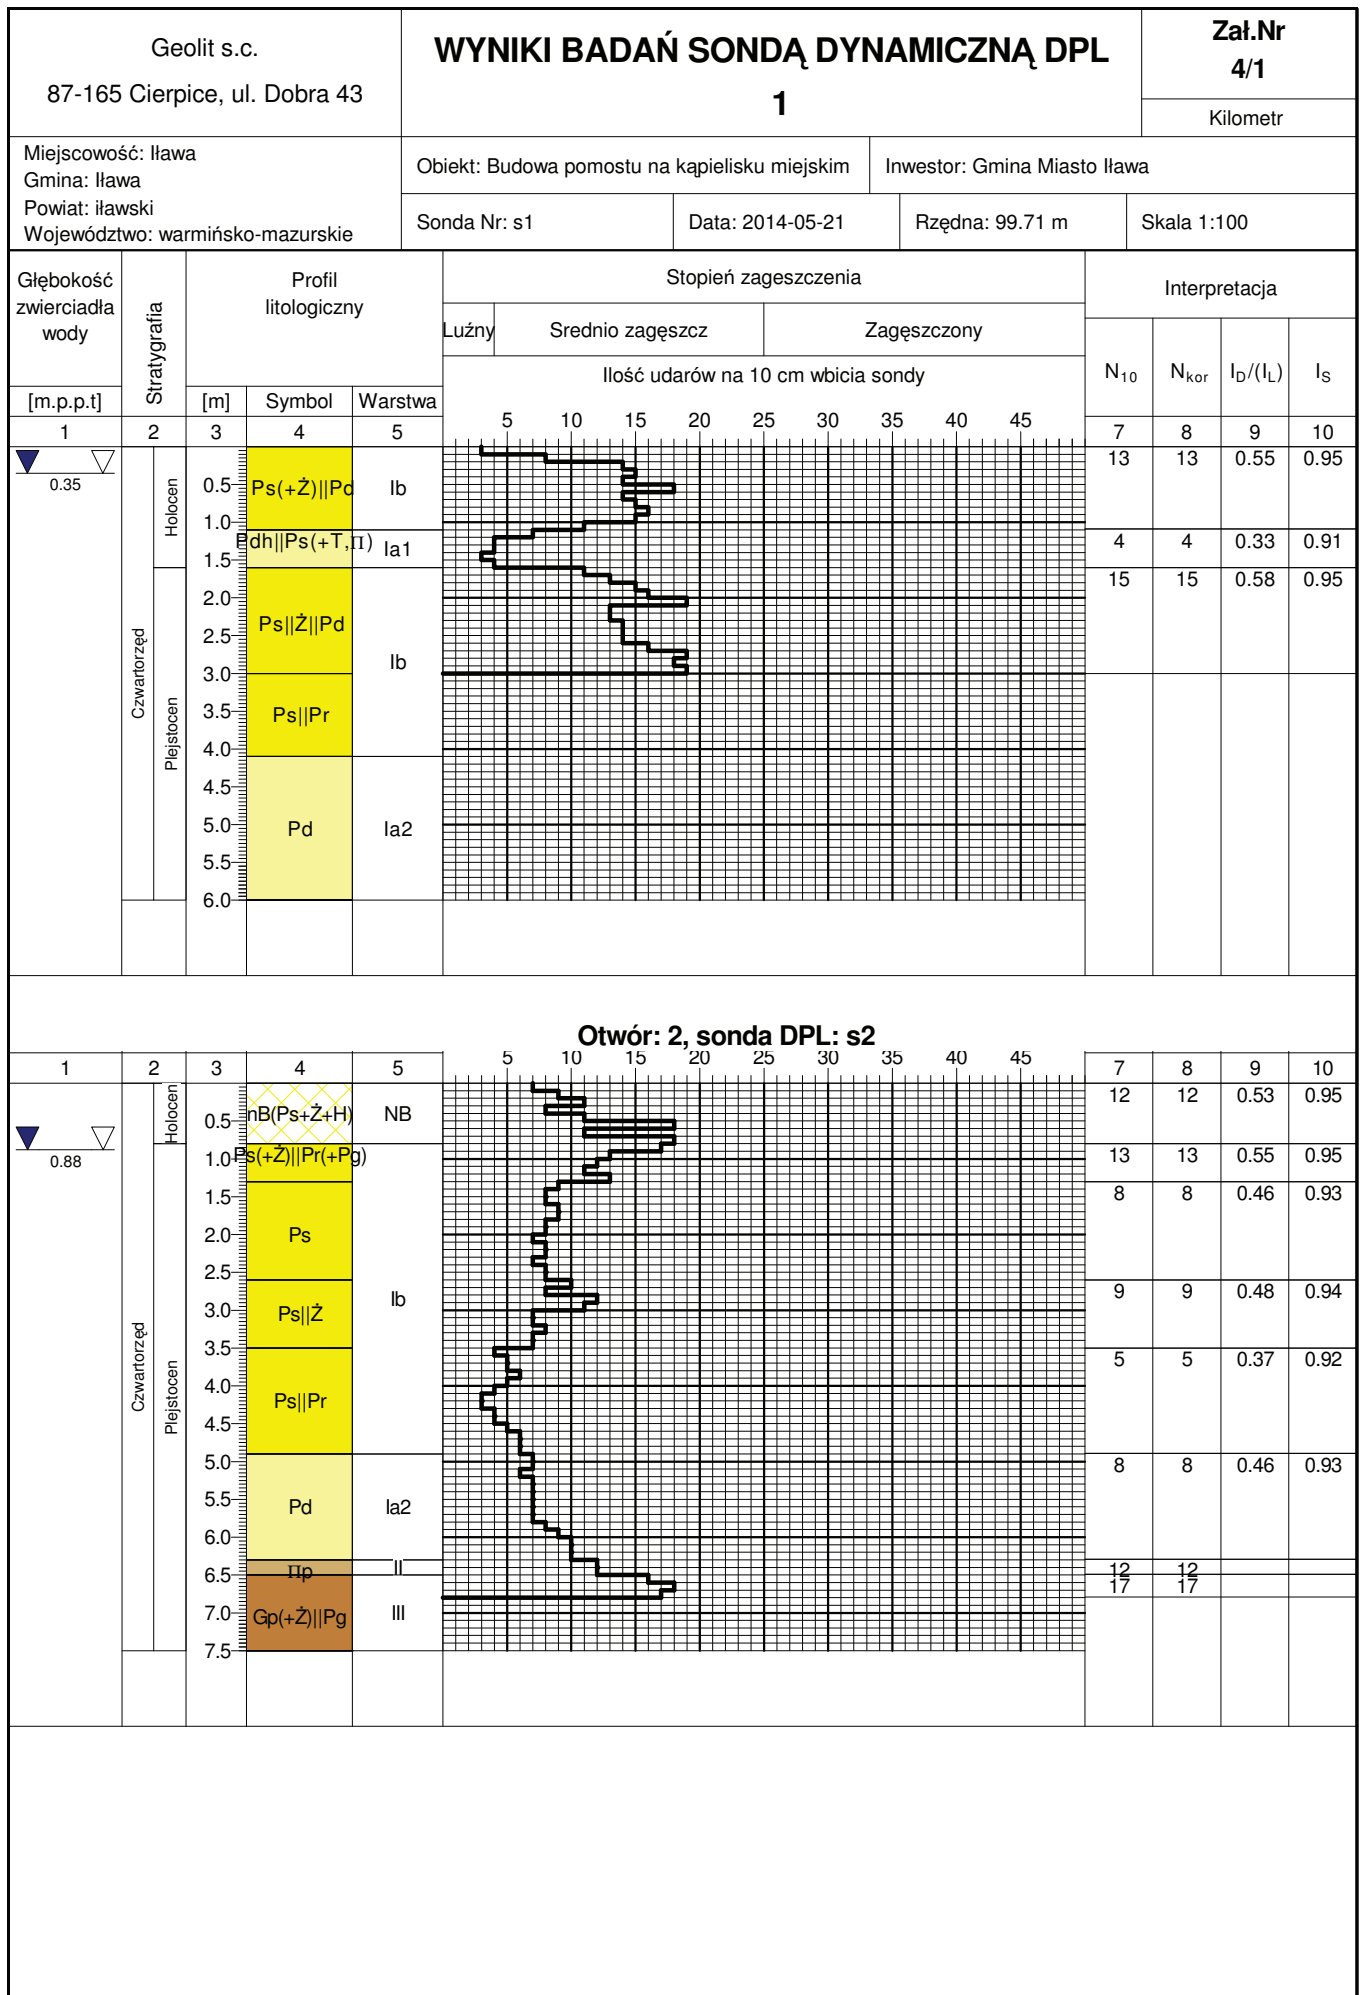 Geolit s.c.
87-165 Cierpice, ul. Dobra 43
WYNIKI BADAŃ SONDĄ DYNAMICZNĄ DPL
1
Zał.Nr
4/1
Kilometr
Miejscowość: Iława
Gmina: Iława
Powiat: iławski
Województwo: warmińsko-mazurskie
Obiekt: Budowa pomostu na kąpielisku miejskim
Inwestor: Gmina Miasto Iława
Sonda Nr: s1
Data: 2014-05-21
Rzędna: 99.71 m
Skala 1:100
Głębokość
zwierciadła
wody
[m.p.p.t]
Stratygrafia
Profil
litologiczny
[m] Symbol Warstwa
Stopień zageszczenia
Luźny Srednio zagęszcz Zagęszczony
Ilość udarów na 10 cm wbicia sondy
5 10 15 20 25 30 35 40 45
Interpretacja
N10 Nkor ID/(IL) IS
1 2 3 4 5 7 8 9 10
0.35
Czwartorzęd
Holocen
Plejstocen
0.5
1.0
1.5
2.0
2.5
3.0
3.5
4.0
4.5
5.0
5.5
6.0
Ps(+Ż)||Pd Ib
Pdh||Ps(+T,Π) Ia1
Ps||Ż||Pd
Ib
Ps||Pr
Pd Ia2
13 13 0.55 0.95
4 4 0.33 0.91
15 15 0.58 0.95
Otwór: 2, sonda DPL: s2
5 10 15 20 25 30 35 40 45
1 2 3 4 5 7 8 9 10
0.88
Czwartorzęd
Holocen
Plejstocen
0.5
1.0
1.5
2.0
2.5
3.0
3.5
4.0
4.5
5.0
5.5
6.0
6.5
7.0
7.5
nB(Ps+Ż+H) NB
Ps(+Ż)||Pr(+Pg)
Ps
Ps||Ż
Ib
Ps||Pr
Pd Ia2
Πp II
Gp(+Ż)||Pg III
12 12 0.53 0.95
13 13 0.55 0.95
8 8 0.46 0.93
9 9 0.48 0.94
5 5 0.37 0.92
8 8 0.46 0.93
12 12
17 17